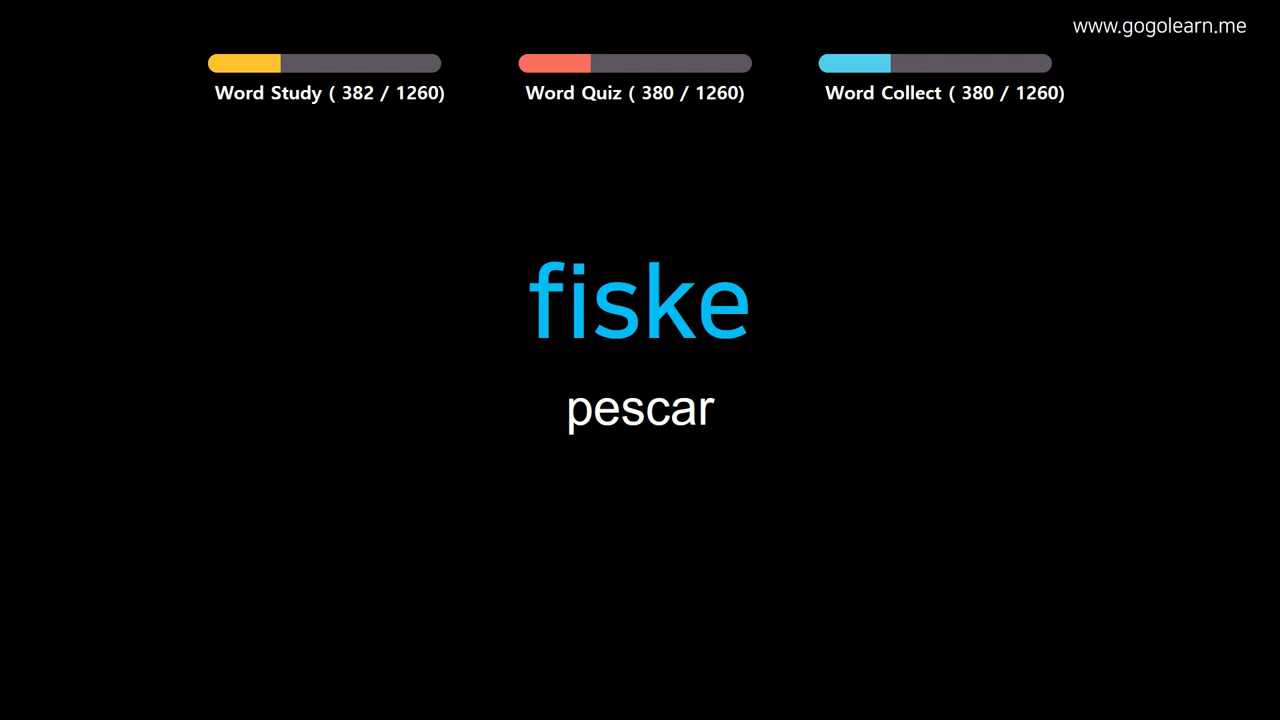 www.gogolearn.me
Word Study ( 382 / 1260)
Word Quiz ( 380 / 1260)
Word Collect ( 380 / 1260)
fiske
pescar